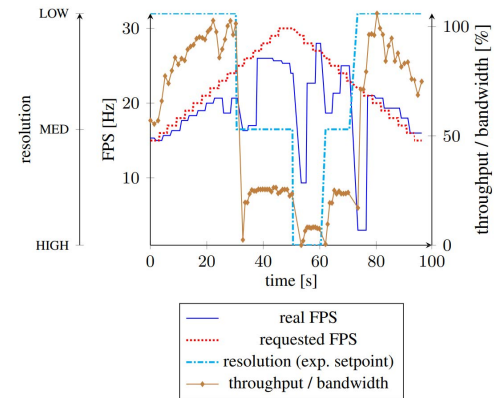 LOW
MED
HIGH
resolution
30
20
10
FPS [Hz]
100
50
0
throughput / bandwidth [%]
0 20 40 60 80 100
time [s]
real FPS
requested FPS
resolution (exp. setpoint)
throughput / bandwidth